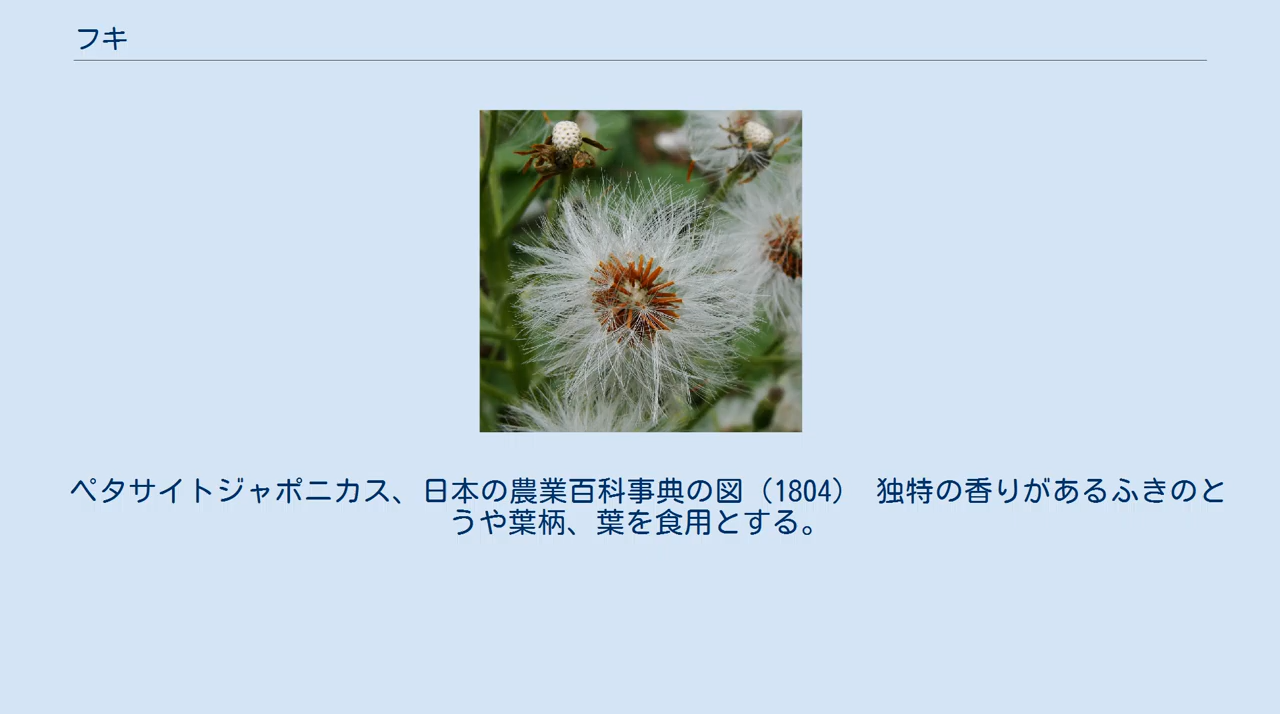 フキ
ペタサイトジャポニカス、日本の農業百科事典の図（1804）　独特の香りがあるふきのと
うや葉柄、葉を食用とする。